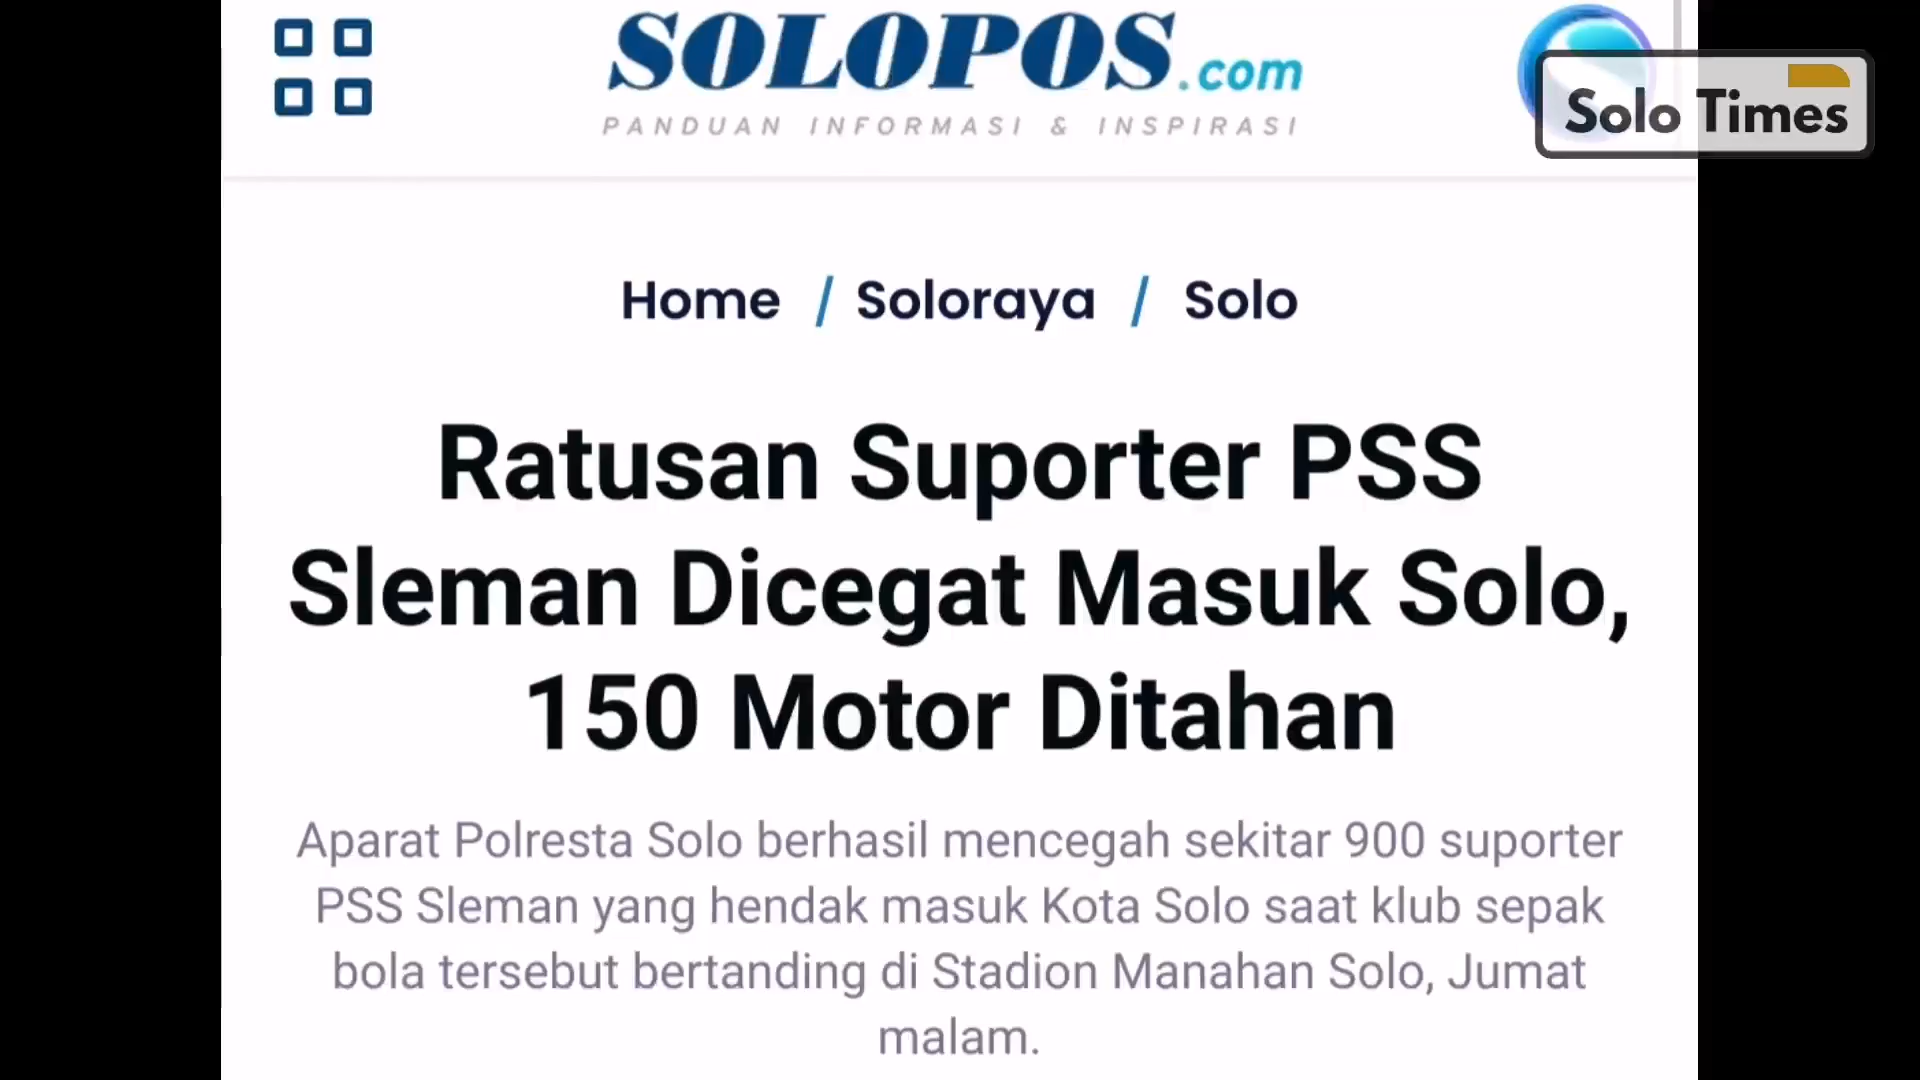 SOLOPOS.com
PANDUAN INFORMASI & INSPIRASI
Solo Times
Home / Soloraya / Solo
Ratusan Suporter PSS
Sleman Dicegat Masuk Solo,
150 Motor Ditahan
Aparat Polresta Solo berhasil mencegah sekitar 900 suporter
PSS Sleman yang hendak masuk Kota Solo saat klub sepak
bola tersebut bertanding di Stadion Manahan Solo, Jumat
malam.